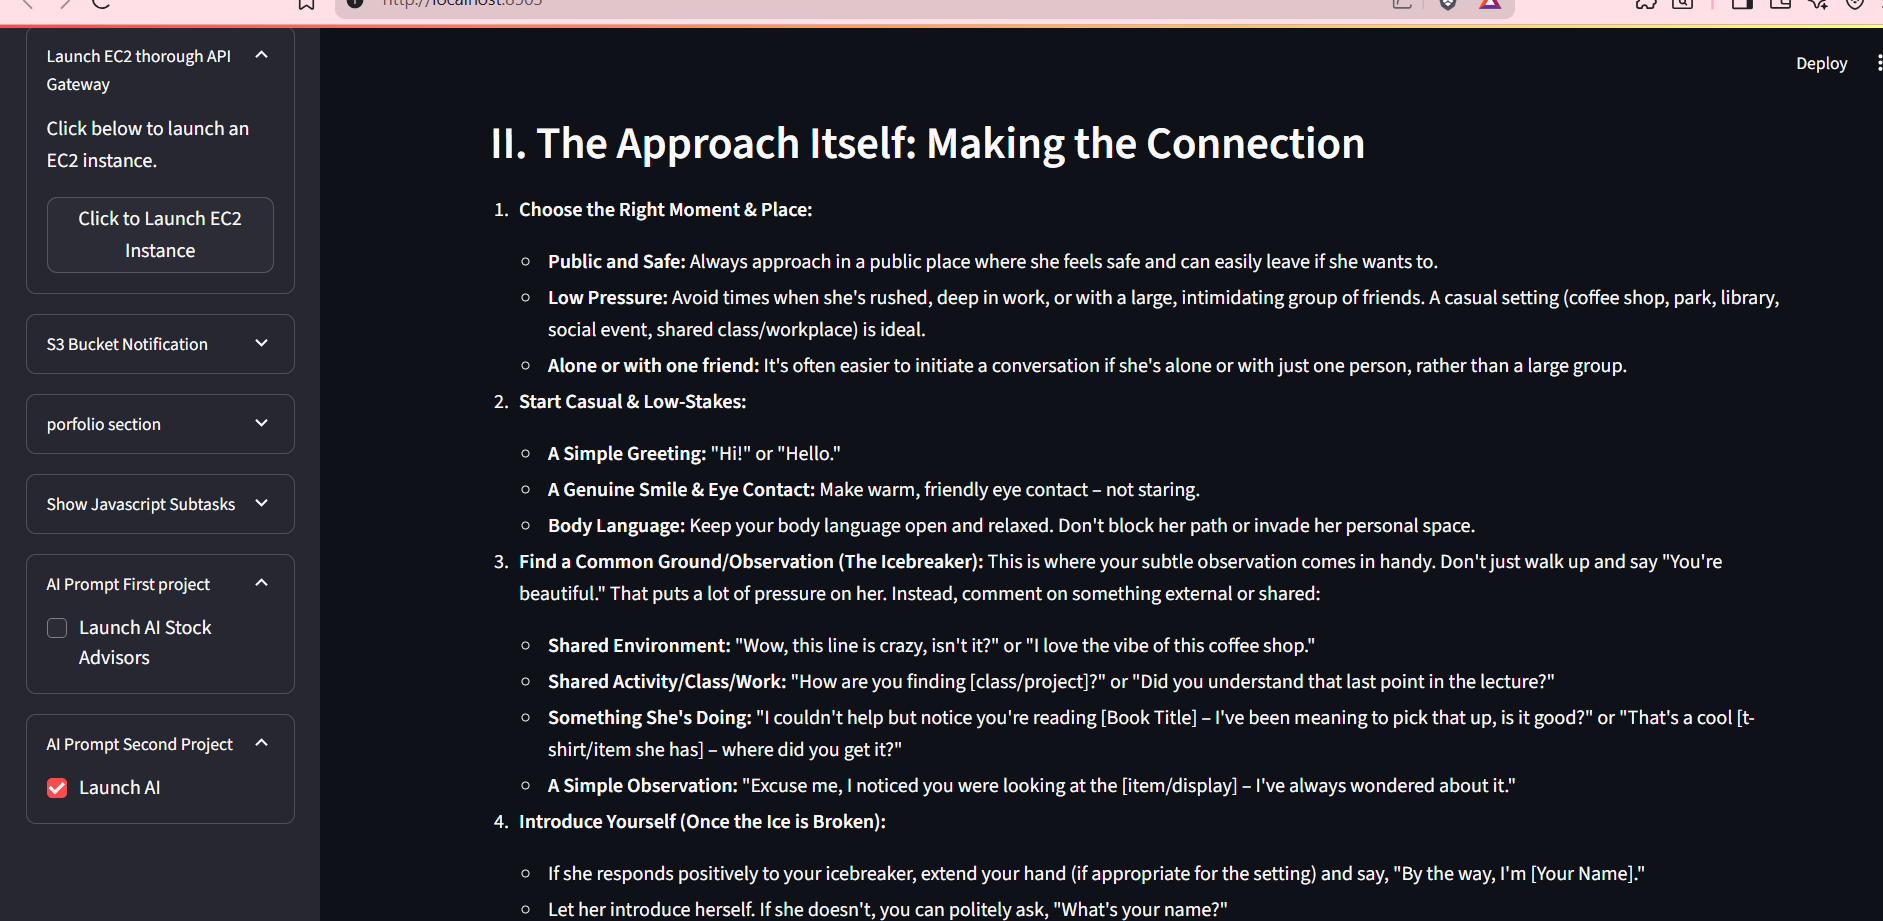 Launch EC2 thorough API
Gateway
Click below to launch an
EC2 instance.
Click to Launch EC2
Instance
S3 Bucket Notification
porfolio section
Show Javascript Subtasks
AI Prompt First project
Launch AI Stock
Advisors
AI Prompt Second Project
Launch AI
Deploy
II. The Approach Itself: Making the Connection
1. Choose the Right Moment & Place:
Public and Safe: Always approach in a public place where she feels safe and can easily leave if she wants to.
Low Pressure: Avoid times when she's rushed, deep in work, or with a large, intimidating group of friends. A casual setting (coffee shop, park, library,
social event, shared class/workplace) is ideal.
Alone or with one friend: It's often easier to initiate a conversation if she's alone or with just one person, rather than a large group.
2. Start Casual & Low-Stakes:
A Simple Greeting: "Hi!" or "Hello."
A Genuine Smile & Eye Contact: Make warm, friendly eye contact – not staring.
Body Language: Keep your body language open and relaxed. Don't block her path or invade her personal space.
3. Find a Common Ground/Observation (The Icebreaker): This is where your subtle observation comes in handy. Don't just walk up and say "You're
beautiful." That puts a lot of pressure on her. Instead, comment on something external or shared:
Shared Environment: "Wow, this line is crazy, isn't it?" or "I love the vibe of this coffee shop."
Shared Activity/Class/Work: "How are you finding [class/project]?" or "Did you understand that last point in the lecture?"
Something She's Doing: "I couldn't help but notice you're reading [Book Title] – I've been meaning to pick that up, is it good?" or "That's a cool [t-
shirt/item she has] – where did you get it?"
A Simple Observation: "Excuse me, I noticed you were looking at the [item/display] – I've always wondered about it."
4. Introduce Yourself (Once the Ice is Broken):
If she responds positively to your icebreaker, extend your hand (if appropriate for the setting) and say, "By the way, I'm [Your Name]."
Let her introduce herself. If she doesn't, you can politely ask, "What's your name?"